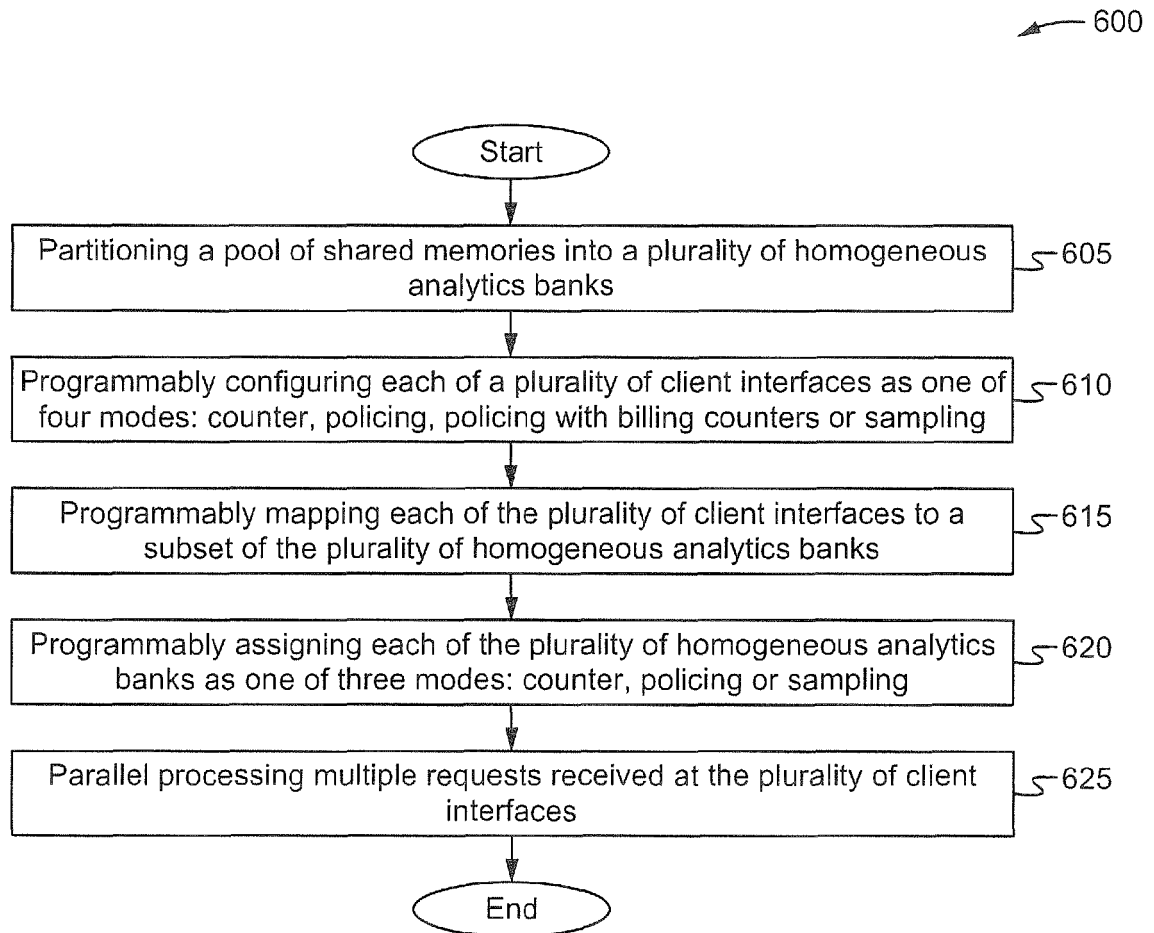 600
Start
Partitioning a pool of shared memories into a plurality of homogeneous
analytics banks
605
Programmably configuring each of a plurality of client interfaces as one of
four modes: counter, policing, policing with billing counters or sampling
610
Programmably mapping each of the plurality of client interfaces to a
subset of the plurality of homogeneous analytics banks
615
Programmably assigning each of the plurality of homogeneous analytics
banks as one of three modes: counter, policing or sampling
620
Parallel processing multiple requests received at the plurality of client
interfaces
625
End